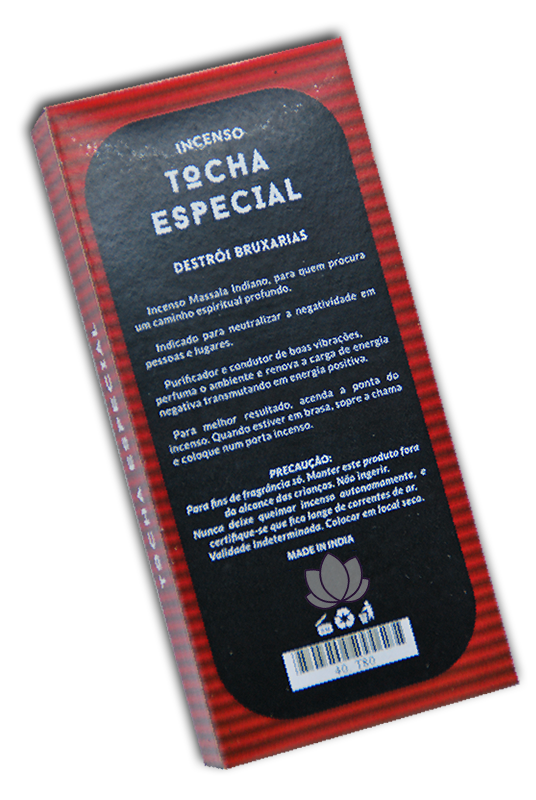 INCENSO
TOCHA
ESPECIAL
DESTRÓI BRUXARIAS
Incenso Massala Indiano, para quem procura
um caminho espiritual profundo.
Indicado para neutralizar a negatividade em
pessoas e lugares.
Purificador e condutor de boas vibrações,
perfuma o ambiente e renova a carga de energia
negativa transmutando em energia positiva.
Para melhor resultado, acenda a ponta do
incenso. Quando estiver em brasa, sopre a chama
e coloque num porta incenso.
PRECAUÇÃO:
Para fins de fragrância só. Manter este produto fora
do alcance das crianças. Não ingerir.
Nunca deixe queimar incenso autonomamente, e
certifique-se que fica longe de correntes de ar.
Validade Indeterminada. Colocar em local seco.
MADE IN INDIA
40 T80
TOCHA ESPECIAL